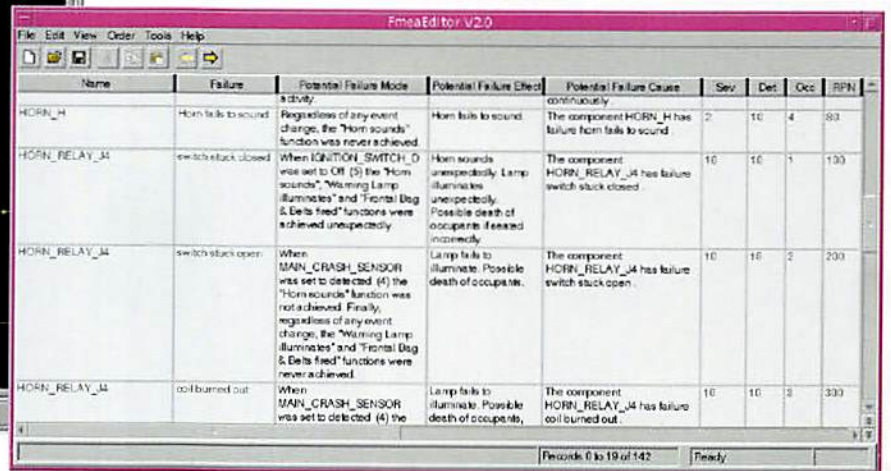 FmeaEditor V2.0
File Edit View Order Tools Help
Name Failure Potential Failure Mode Potential Failure Effect Potential Failure Cause Sev Det Occ RPN
activity. continuously.
HORN_H Horn fails to sound Regardless of any event Horn fails to sound. The component HORN_H has 2 10 4 80
change, the "Horn sounds" failure horn fails to sound .
function was never achieved.
HORN_RELAY_J4 switch stuck closed When IGNITION_SWITCH_D Horn sounds The component 10 10 1 100
was set to Off (5) the "Horn unexpectedly. Lamp HORN_RELAY_J4 has failure
sounds", "Warning Lamp illuminates switch stuck closed .
illuminates" and "Frontal Bag unexpectedly.
& Belts fired" functions were Possible death of
achieved unexpectedly. occupants if seated
incorrectly.
HORN_RELAY_J4 switch stuck open When Lamp fails to The component 10 10 2 200
MAIN_CRASH_SENSOR illuminate. Possible HORN_RELAY_J4 has failure
was set to detected (4) the death of occupants. switch stuck open .
"Horn sounds" function was
not achieved. Finally,
regardless of any event
change, the "Warning Lamp
illuminates" and "Frontal Bag
& Belts fired" functions were
never achieved.
HORN_RELAY_J4 coil burned out When Lamp fails to The component 10 10 3 300
MAIN_CRASH_SENSOR illuminate. Possible HORN_RELAY_J4 has failure
was set to detected (4) the death of occupants, coil burned out .
Records 0 to 19 of 142 Ready